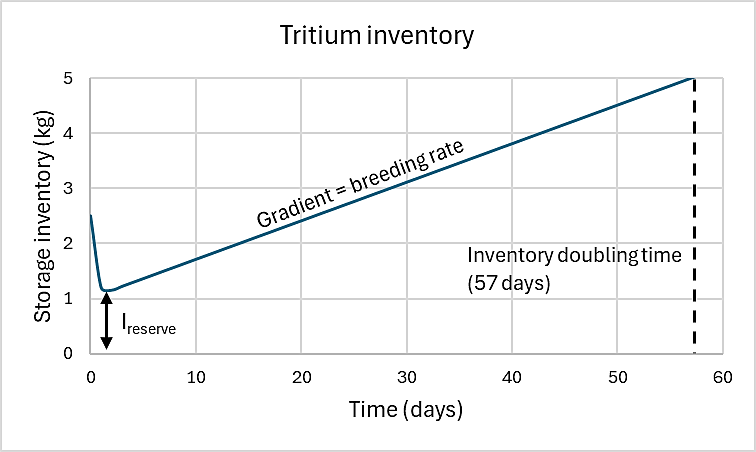 Tritium inventory
Storage inventory (kg)
5
4
3
2
1
0
Gradient = breeding rate
Inventory doubling time
(57 days)
Ireserve
0 10 20 30 40 50 60
Time (days)